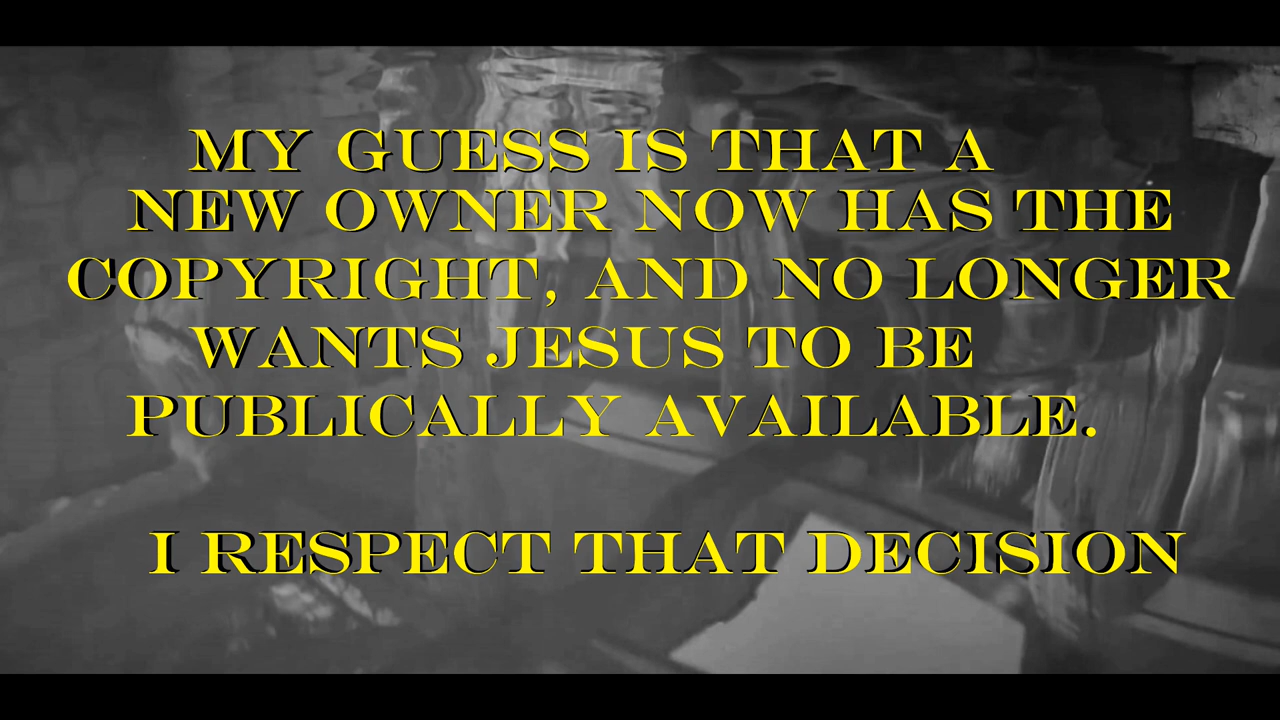 MY GUESS IS THAT A
NEW OWNER NOW HAS THE
COPYRIGHT, AND NO LONGER
WANTS JESUS TO BE
PUBLICALLY AVAILABLE.
I RESPECT THAT DECISION